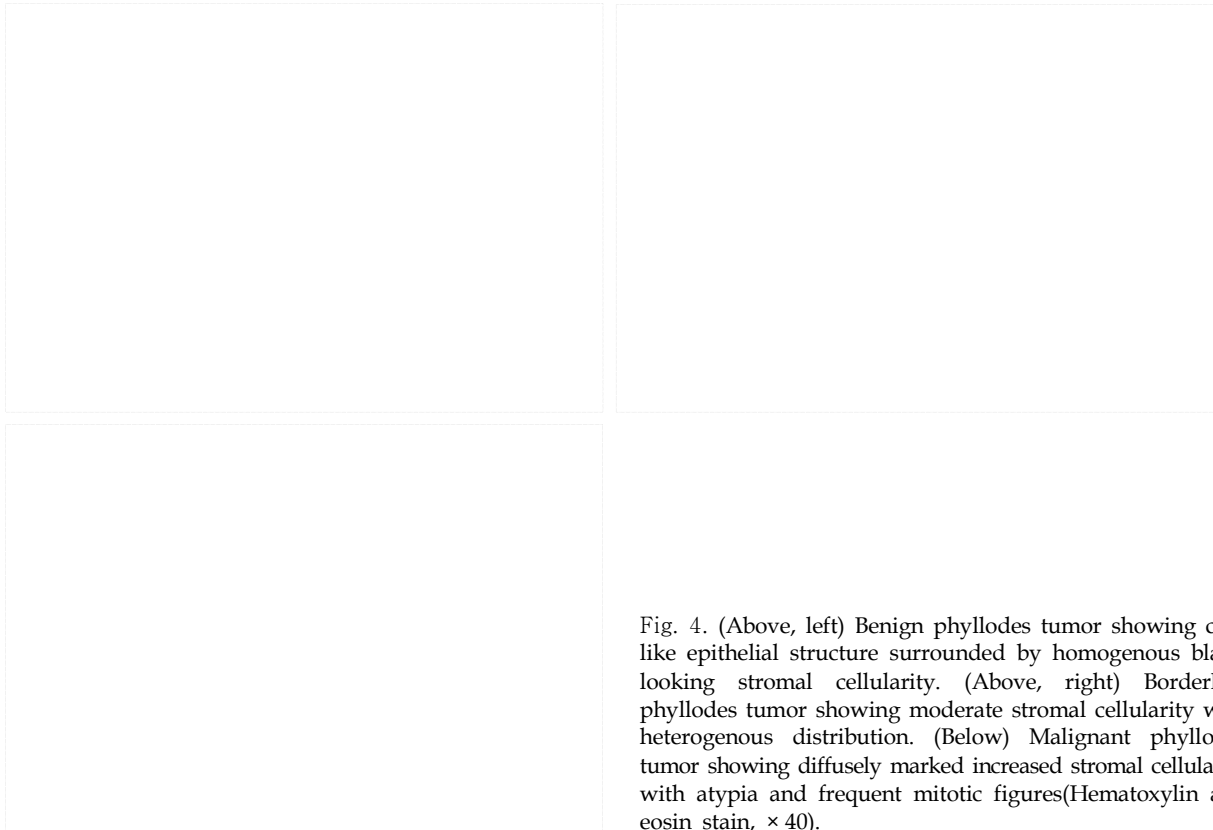 Fig. 4. (Above, left) Benign phyllodes tumor showing
like epithelial structure surrounded by homogenous
looking stromal cellularity. (Above, right)
phyllodes tumor showing moderate stromal cellularity
heterogenous distribution. (Below) Malignant
tumor showing diffusely marked increased stromal
with atypia and frequent mitotic figures(Hematoxylin
eosin stain, × 40).